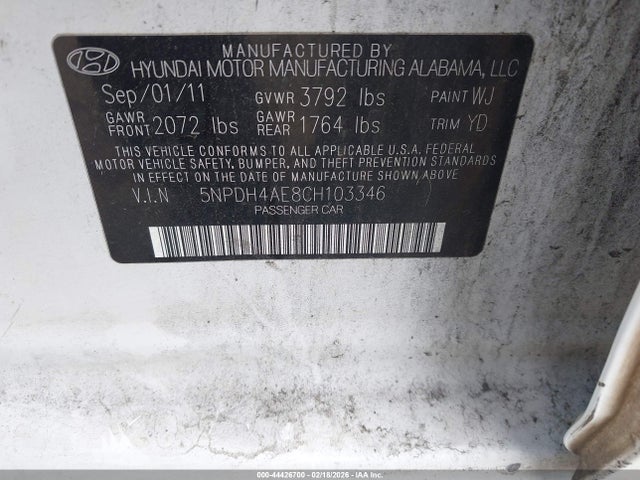 MANUFACTURED BY
HYUNDAI MOTOR MANUFACTURING ALABAMA, LLC
Sep/01/11 GVWR 3792 lbs PAINT WJ
GAWR FRONT 2072 lbs GAWR REAR 1764 lbs TRIM YD
THIS VEHICLE CONFORMS TO ALL APPLICABLE U.S.A. FEDERAL
MOTOR VEHICLE SAFETY, BUMPER, AND THEFT PREVENTION STANDARDS
IN EFFECT ON THE DATE OF MANUFACTURE SHOWN ABOVE.
V.I.N 5NPDH4AE8CH103346
PASSENGER CAR
000-44426700 - 02/18/2026 - IAAI.COM